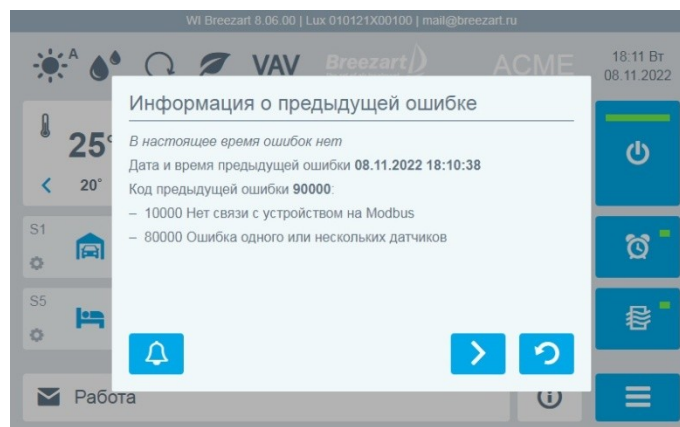 WI Breezart 8.06.00 | Lux 010121X00100 | mail@breezart.ru
A
VAV
Breezart
ACME
18:11 Вт
08.11.2022
Информация о предыдущей ошибке
В настоящее время ошибок нет
Дата и время предыдущей ошибки 08.11.2022 18:10:38
Код предыдущей ошибки 90000:
– 10000 Нет связи с устройством на Modbus
– 80000 Ошибка одного или нескольких датчиков
25°
20°
S1
S5
Работа